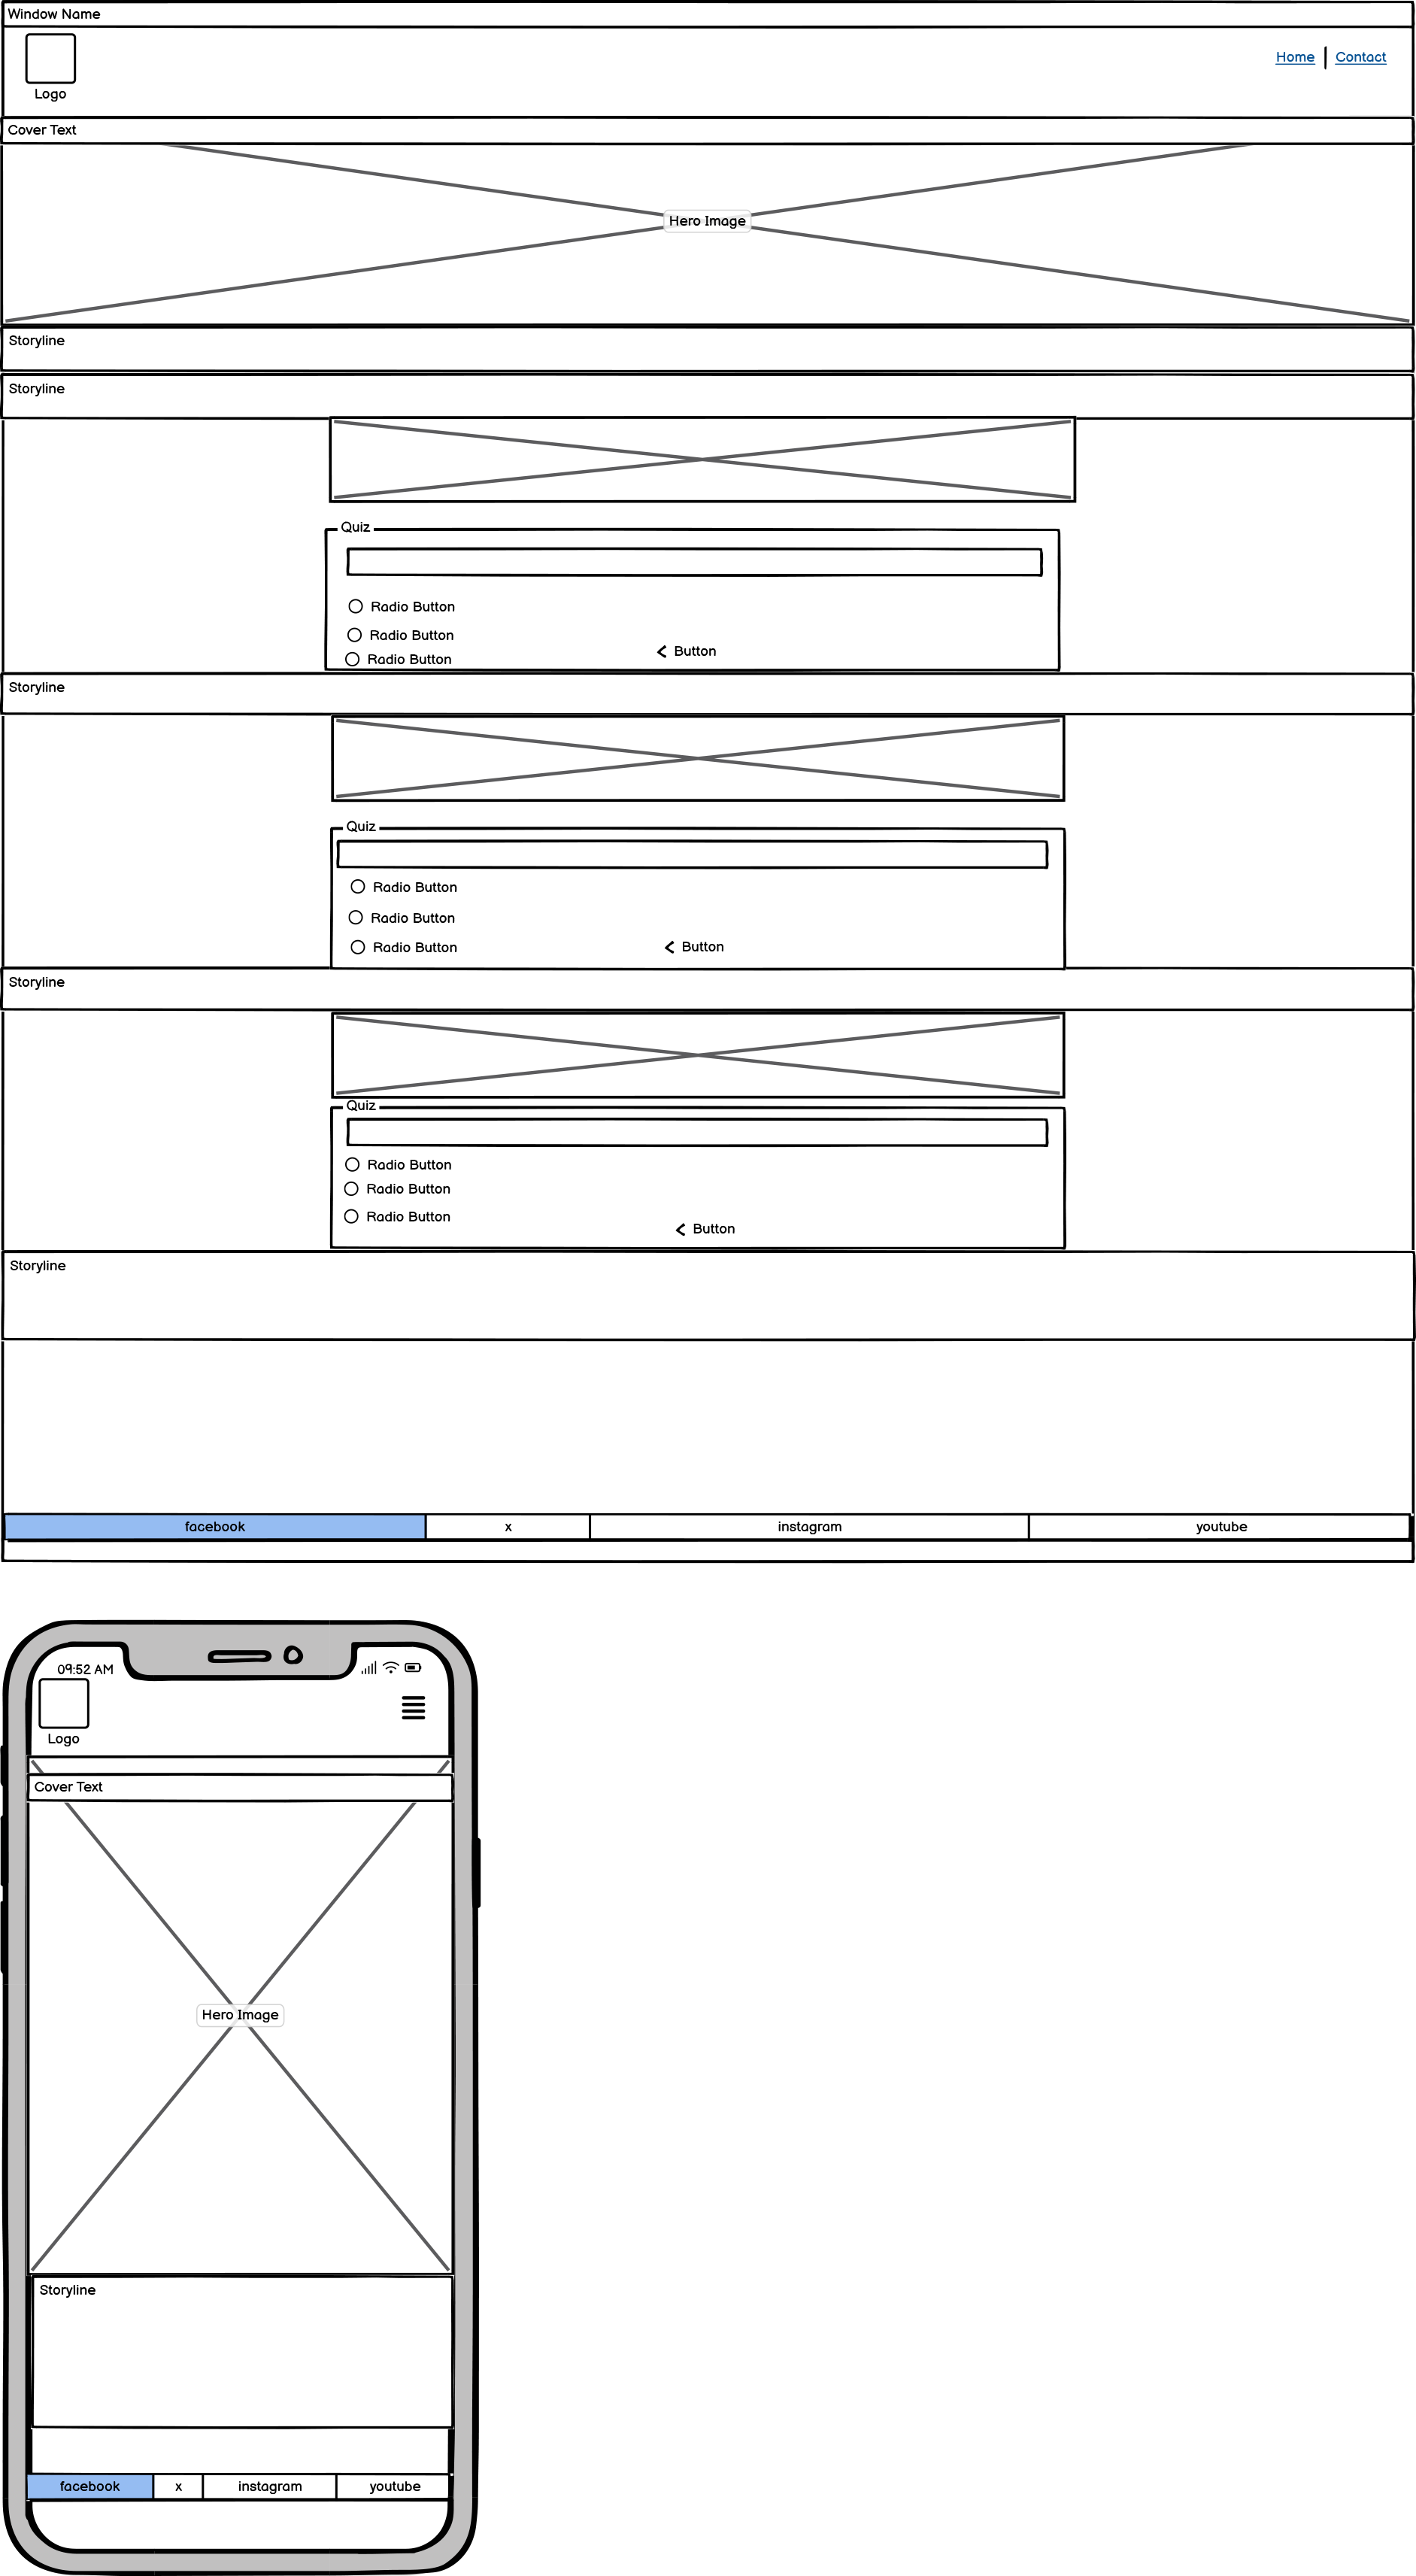 Window Name
Home Contact
Logo
Cover Text
Hero Image
Storyline
Storyline
Quiz
Radio Button
Radio Button
Button
Radio Button
Storyline
Quiz
Radio Button
Radio Button
Radio Button Button
Storyline
Quiz
Radio Button
Radio Button
Radio Button
Button
Storyline
facebook x instagram youtube
09:52 AM
Logo
Cover Text
Hero Image
Storyline
facebook x instagram youtube